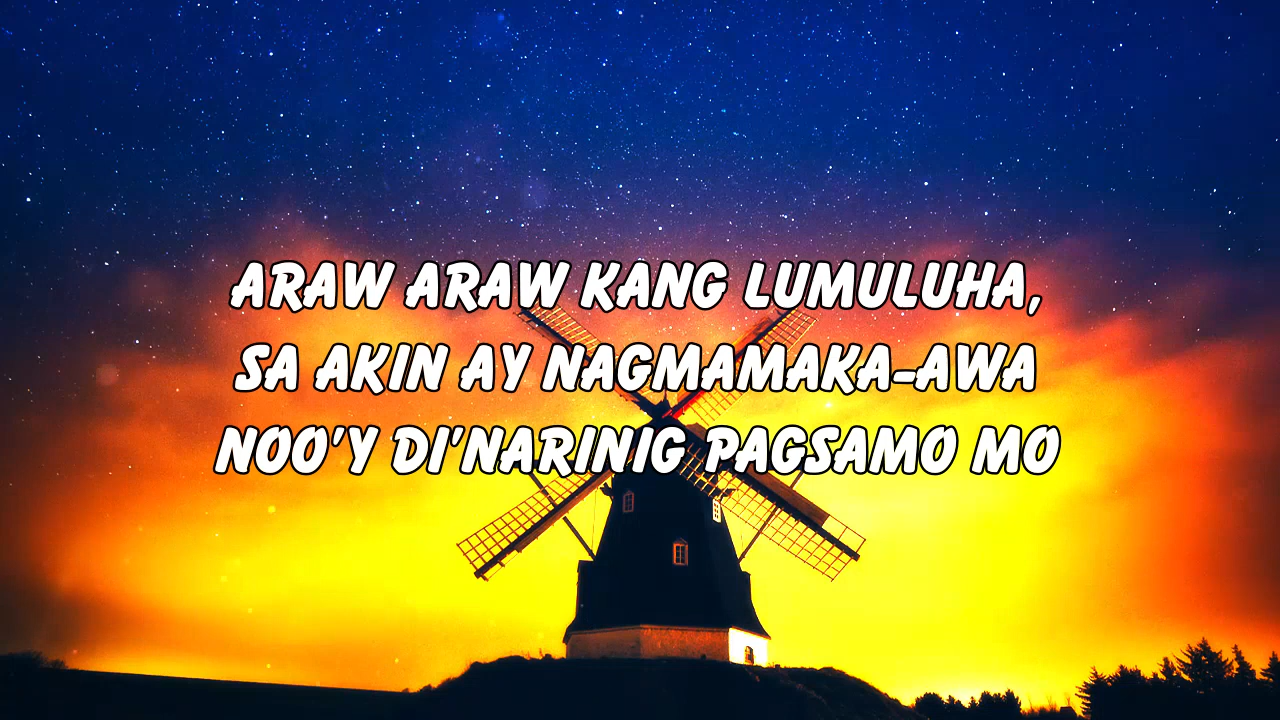 ARAW ARAW KANG LUMULUHA,
SA AKIN AY NAGMAMAKA-AWA
NOO'Y DI'NARINIG PAGSAMO MO